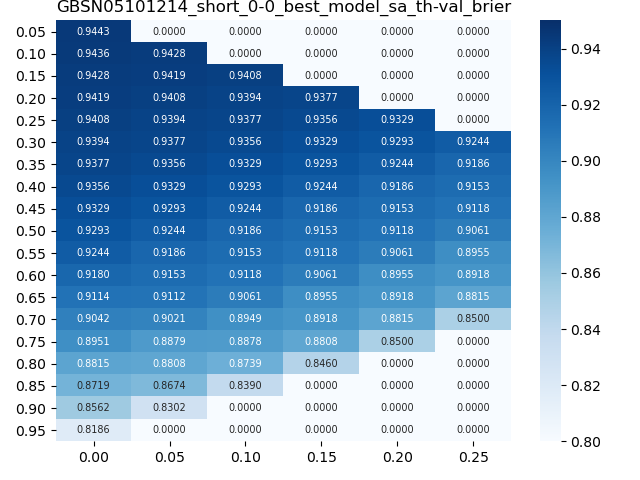 GBSN05101214_short_0-0_best_model_sa_th-val_brier
0.05 0.9443 0.0000 0.0000 0.0000 0.0000 0.0000
0.10 0.9436 0.9428 0.0000 0.0000 0.0000 0.0000
0.15 0.9428 0.9419 0.9408 0.0000 0.0000 0.0000
0.20 0.9419 0.9408 0.9394 0.9377 0.0000 0.0000
0.25 0.9408 0.9394 0.9377 0.9356 0.9329 0.0000
0.30 0.9394 0.9377 0.9356 0.9329 0.9293 0.9244
0.35 0.9377 0.9356 0.9329 0.9293 0.9244 0.9186
0.40 0.9356 0.9329 0.9293 0.9244 0.9186 0.9153
0.45 0.9329 0.9293 0.9244 0.9186 0.9153 0.9118
0.50 0.9293 0.9244 0.9186 0.9153 0.9118 0.9061
0.55 0.9244 0.9186 0.9153 0.9118 0.9061 0.8955
0.60 0.9180 0.9153 0.9118 0.9061 0.8955 0.8918
0.65 0.9114 0.9112 0.9061 0.8955 0.8918 0.8815
0.70 0.9042 0.9021 0.8949 0.8918 0.8815 0.8500
0.75 0.8951 0.8879 0.8878 0.8808 0.8500 0.0000
0.80 0.8815 0.8808 0.8739 0.8460 0.0000 0.0000
0.85 0.8719 0.8674 0.8390 0.0000 0.0000 0.0000
0.90 0.8562 0.8302 0.0000 0.0000 0.0000 0.0000
0.95 0.8186 0.0000 0.0000 0.0000 0.0000 0.0000
0.00 0.05 0.10 0.15 0.20 0.25
0.94
0.92
0.90
0.88
0.86
0.84
0.82
0.80